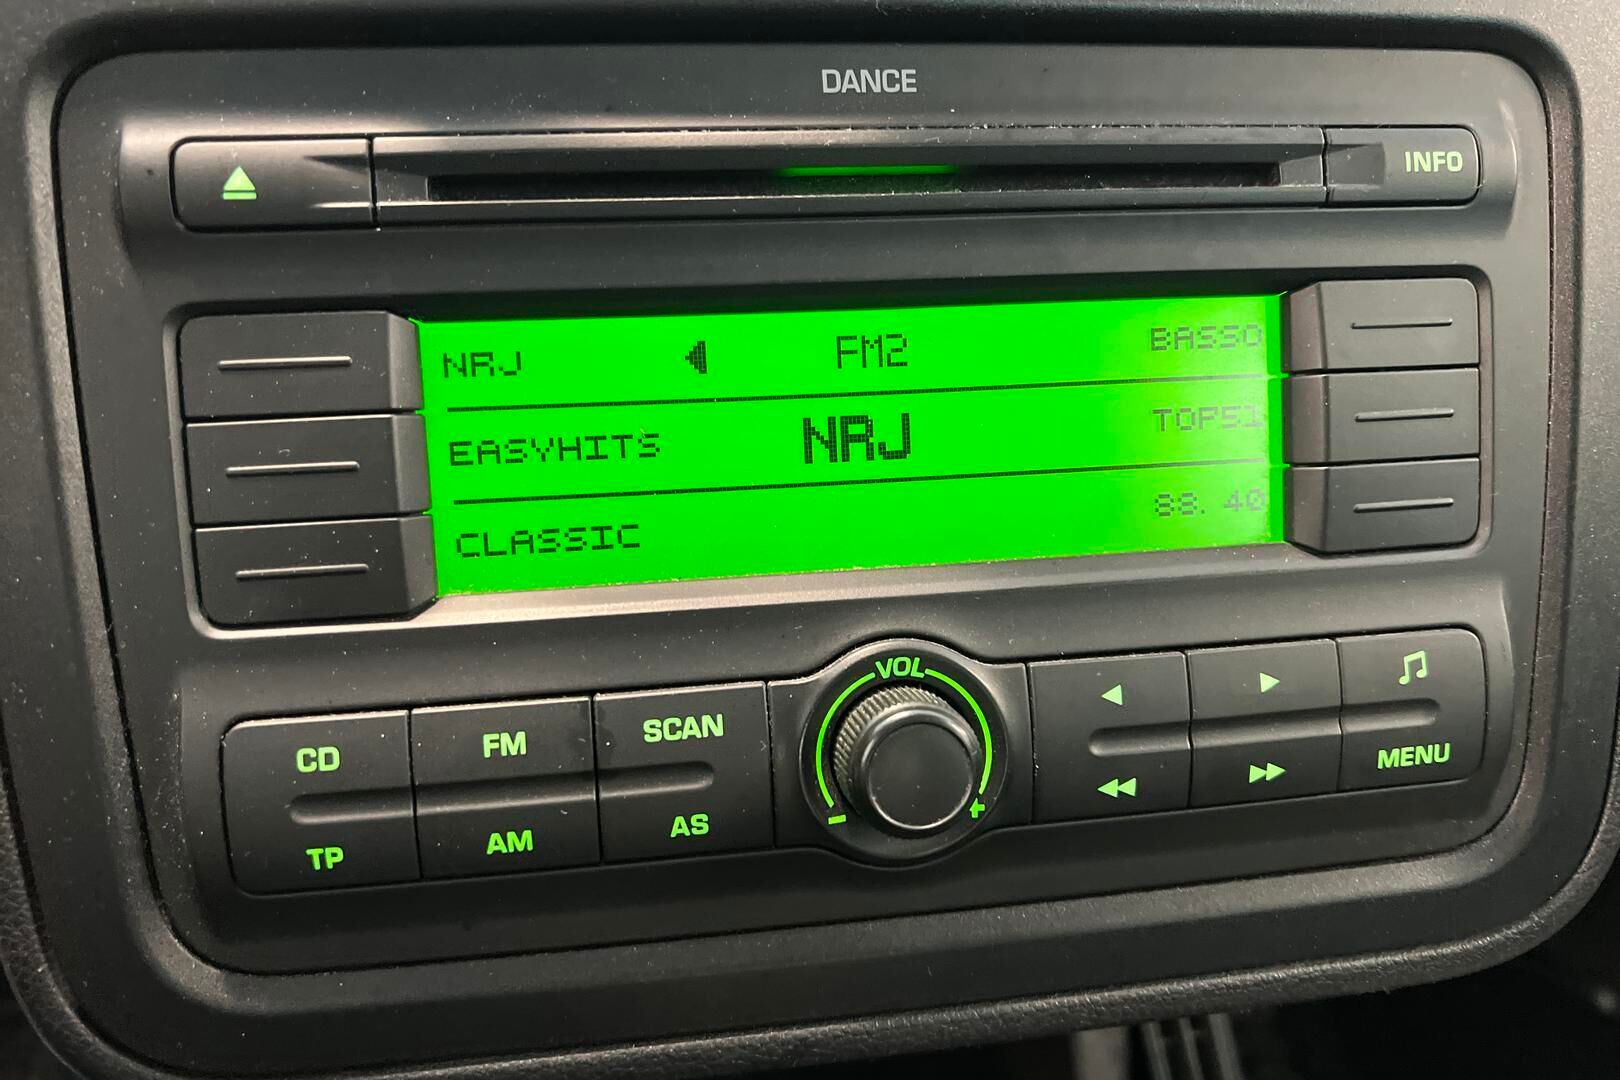 DANCE
INFO
NRJ FM2 BASSO
EASYHITS NRJ TOP51
CLASSIC 88.40
VOL
CD FM SCAN
MENU
TP AM AS